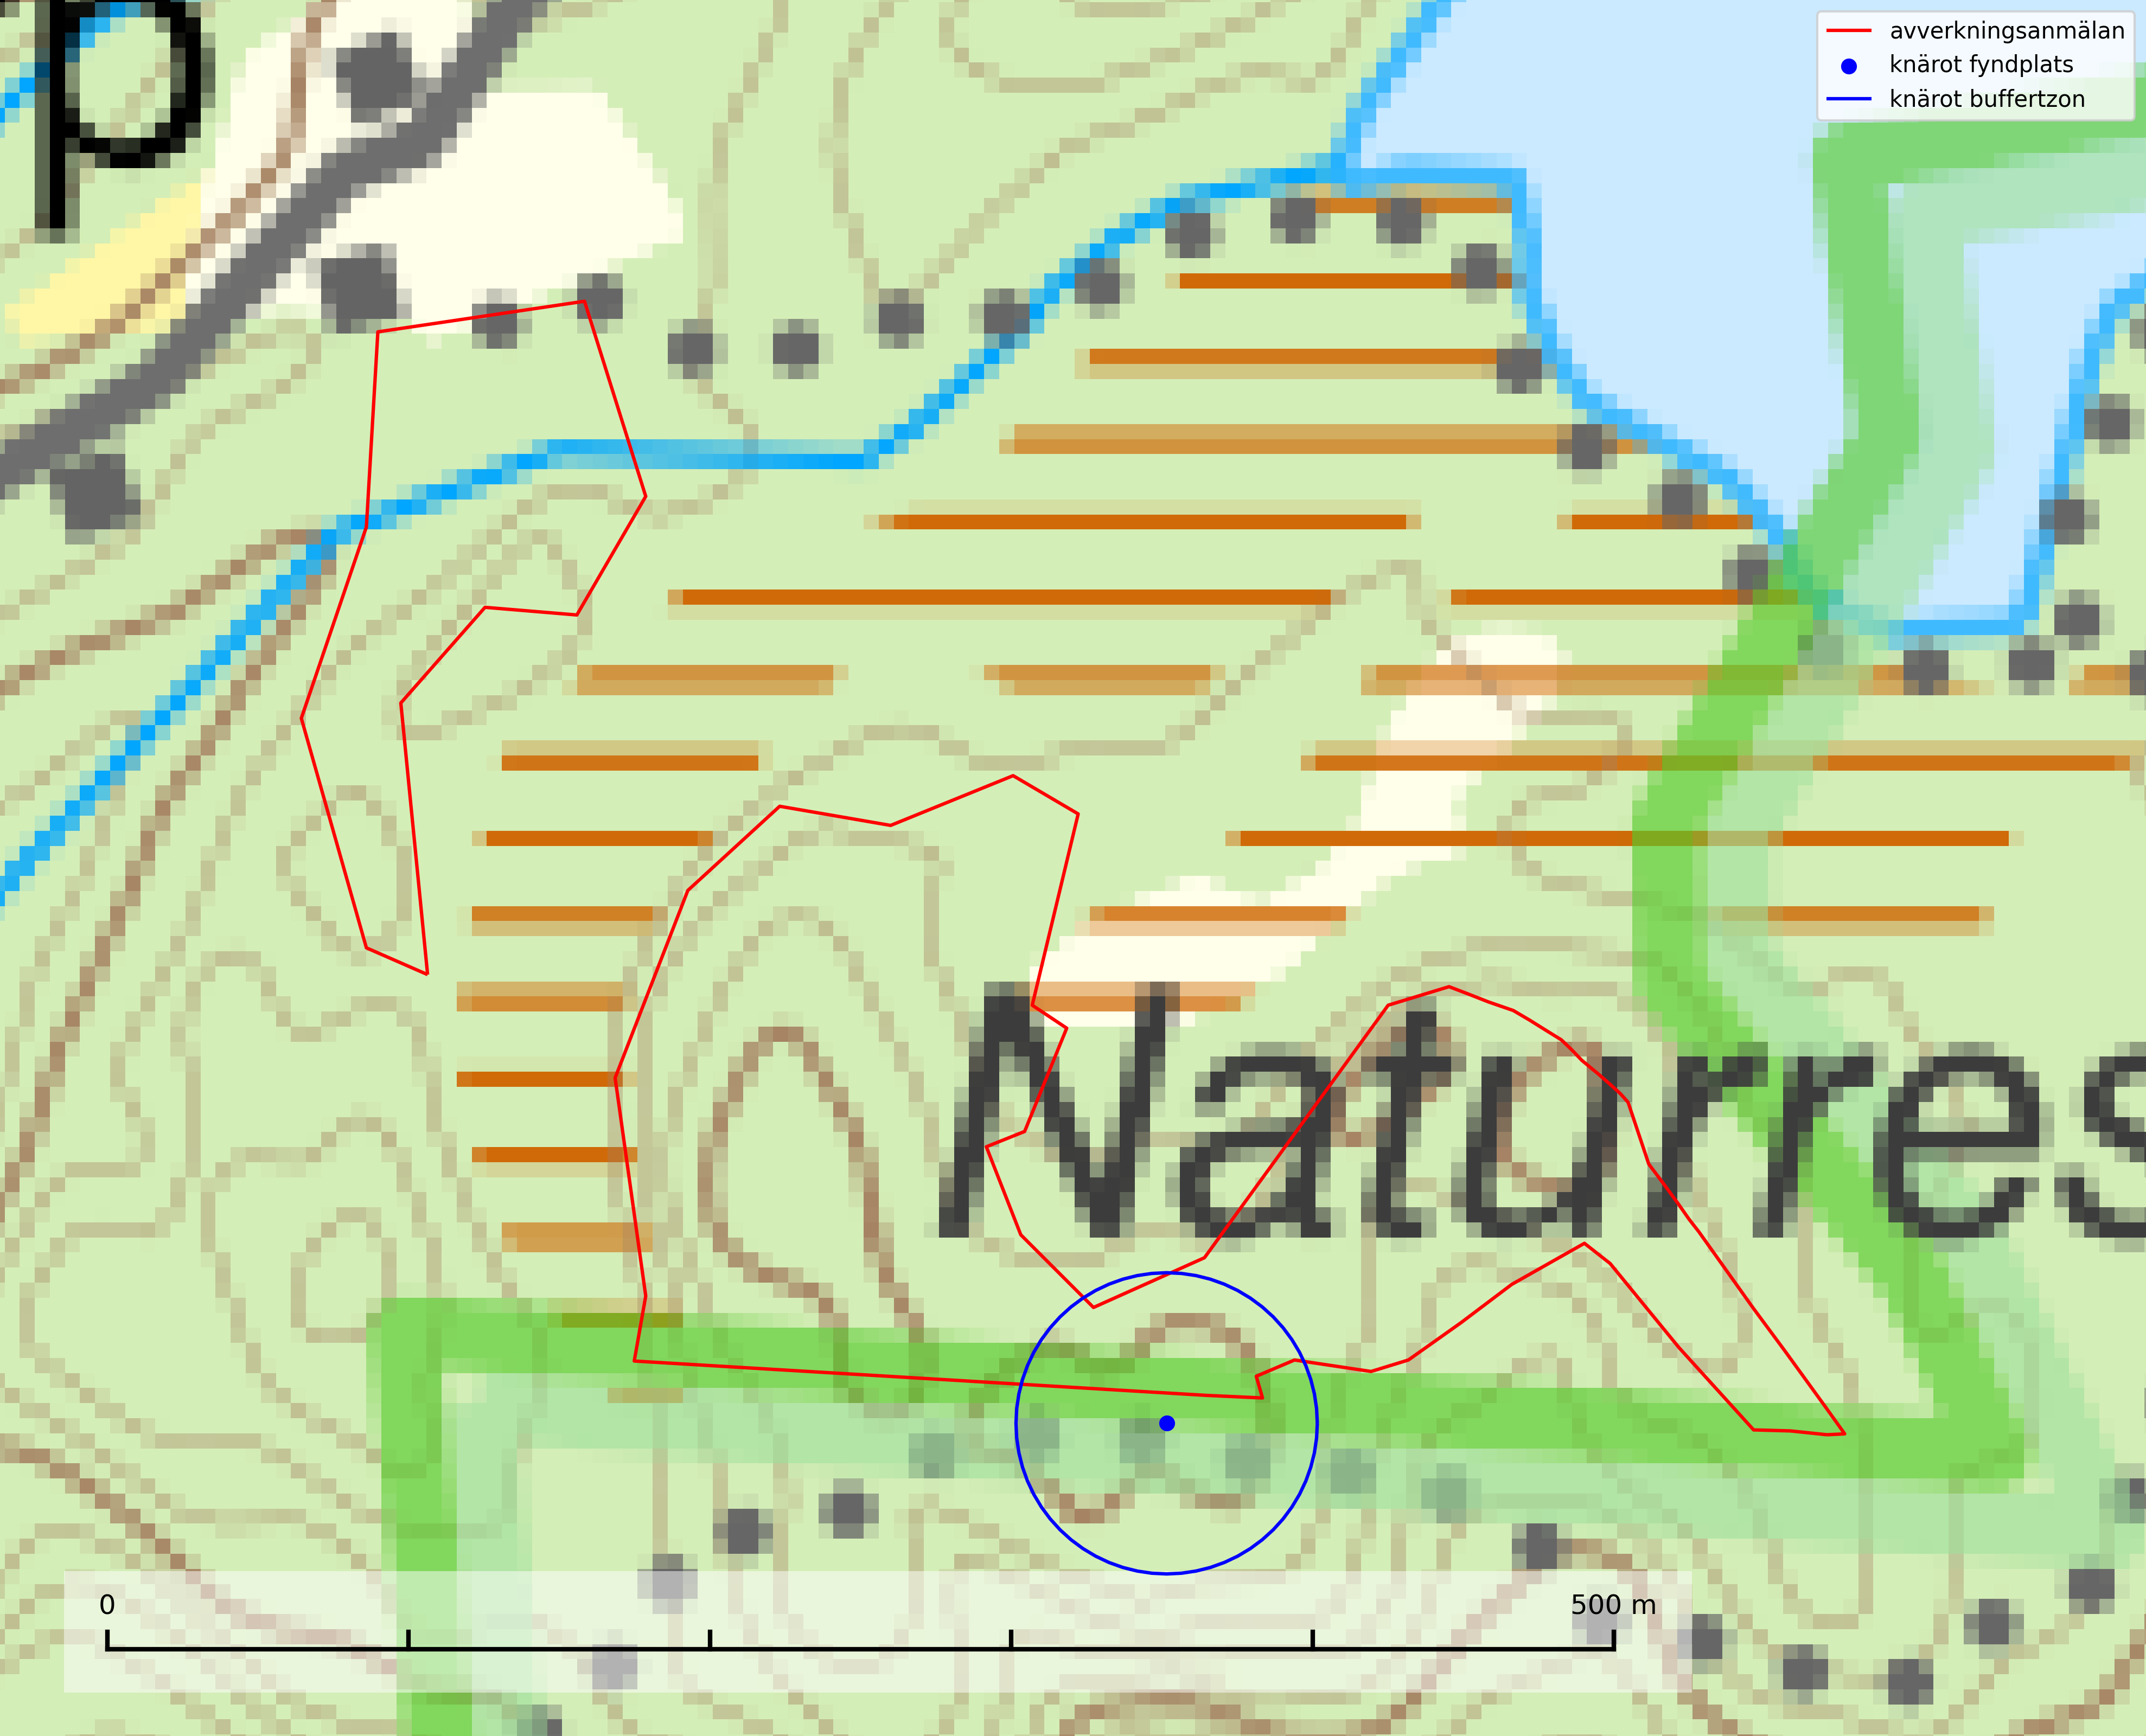 p
avverkningsanmälan
knärot fyndplats
knärot buffertzon
Naturres
0 500 m